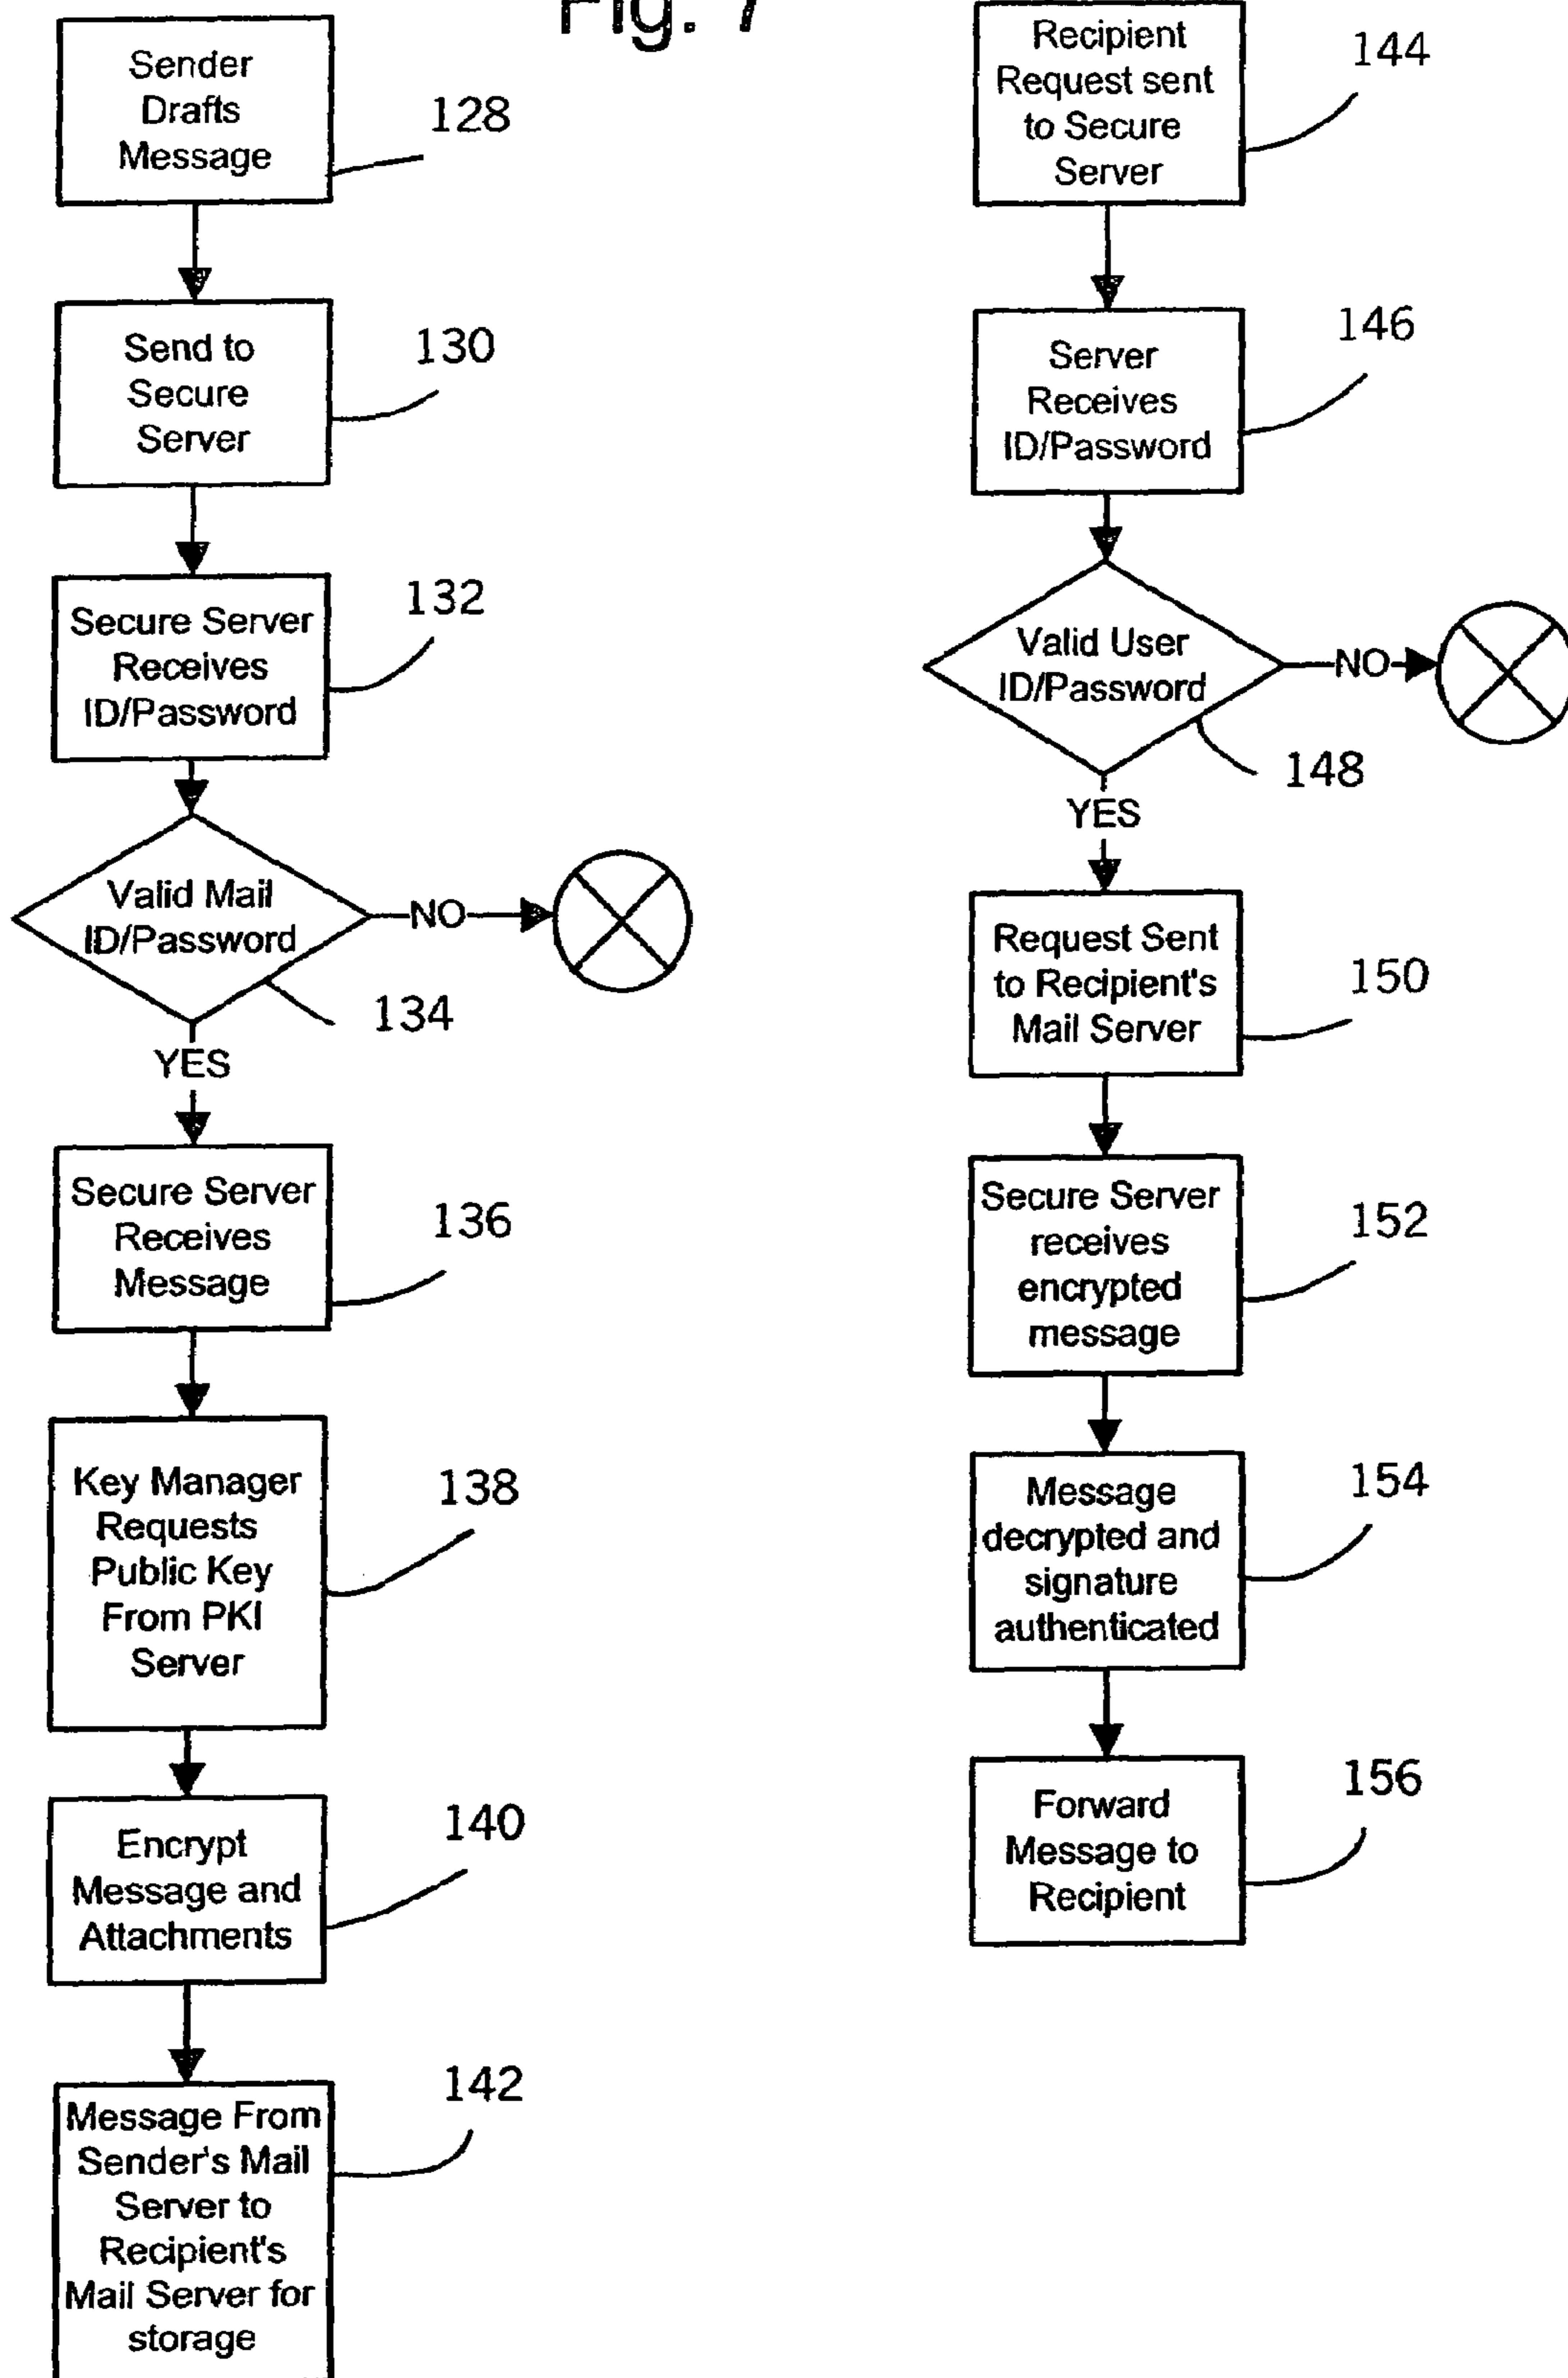 Fig. 7
Sender
Drafts
Message
128
Send to
Secure
Server
130
Secure Server
Receives
ID/Password
132
Valid Mail
ID/Password
NO
134
YES
Secure Server
Receives
Message
136
Key Manager
Requests
Public Key
From PKI
Server
138
Encrypt
Message and
Attachments
140
Message From
Sender's Mail
Server to
Recipient's
Mail Server for
storage
142
Recipient
Request sent
to Secure
Server
144
Server
Receives
ID/Password
146
Valid User
ID/Password
NO
148
YES
Request Sent
to Recipient's
Mail Server
150
Secure Server
receives
encrypted
message
152
Message
decrypted and
signature
authenticated
154
Forward
Message to
Recipient
156